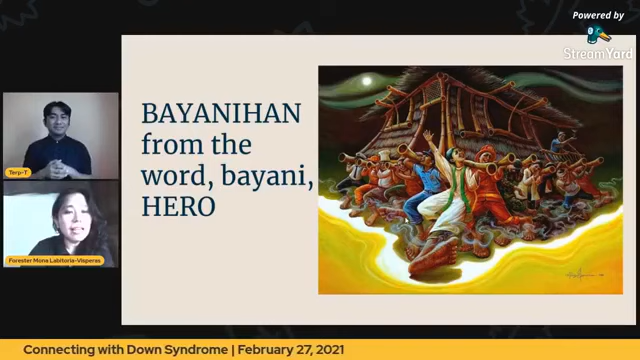 Powered by
StreamYard
BAYANIHAN
from the
word, bayani,
HERO
Terp-T
Forester Mona Labitoria-Visperas
Connecting with Down Syndrome | February 27, 2021